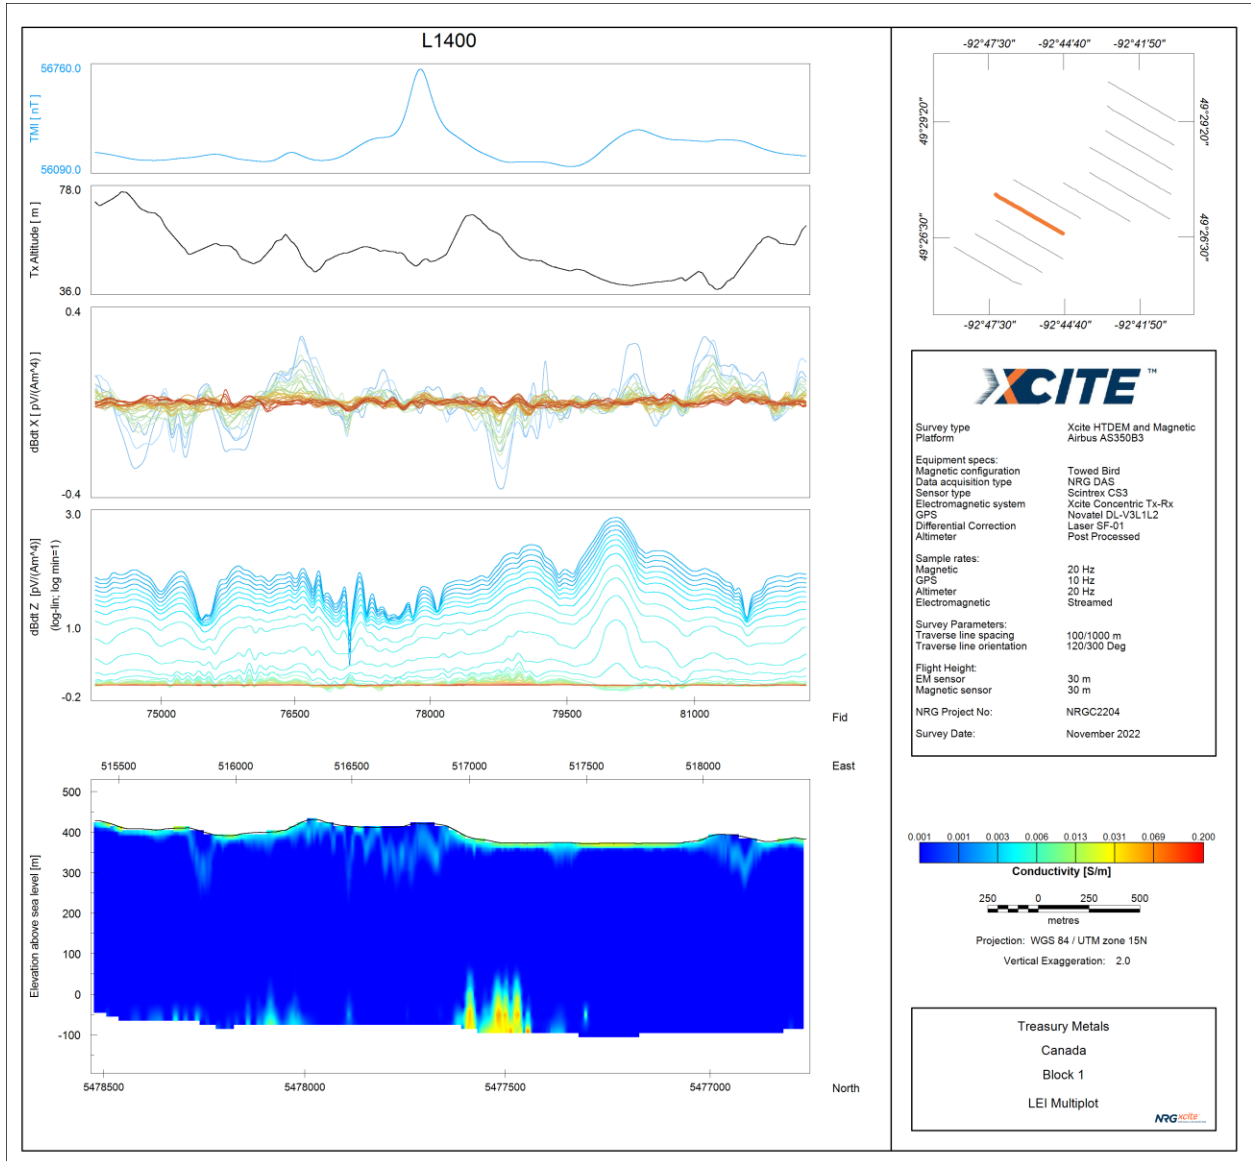 L1400
56760.0
TMI [ nT ]
56090.0
78.0
Tx Altitude [ m ]
36.0
0.4
dBdt X [ pV/(Am^4) ]
-0.4
3.0
dBdt Z [pV/(Am^4)]
(log-lin; log min=1)
1.0
-0.2
75000 76500 78000 79500 81000
Fid
515500 516000 516500 517000 517500 518000
East
500
400
300
200
100
0
-100
Elevation above sea level [m]
5478500 5478000 5477500 5477000
North
-92°47'30" -92°44'40" -92°41'50"
49°29'20" 49°29'20"
49°26'30" 49°26'30"
-92°47'30" -92°44'40" -92°41'50"
XCITE ™
Survey type Xcite HTDEM and Magnetic
Platform Airbus AS350B3
Equipment specs:
Magnetic configuration Towed Bird
Data acquisition type NRG DAS
Sensor type Scintrex CS3
Electromagnetic system Xcite Concentric Tx-Rx
GPS Novatel DL-V3L1L2
Differential Correction Laser SF-01
Altimeter Post Processed
Sample rates:
Magnetic 20 Hz
GPS 10 Hz
Altimeter 20 Hz
Electromagnetic Streamed
Survey Parameters:
Traverse line spacing 100/1000 m
Traverse line orientation 120/300 Deg
Flight Height:
EM sensor 30 m
Magnetic sensor 30 m
NRG Project No: NRGC2204
Survey Date: November 2022
0.001 0.001 0.003 0.006 0.013 0.031 0.069 0.200
Conductivity [S/m]
250 0 250 500
metres
Projection: WGS 84 / UTM zone 15N
Vertical Exaggeration: 2.0
Treasury Metals
Canada
Block 1
LEI Multiplot
NRG xcite